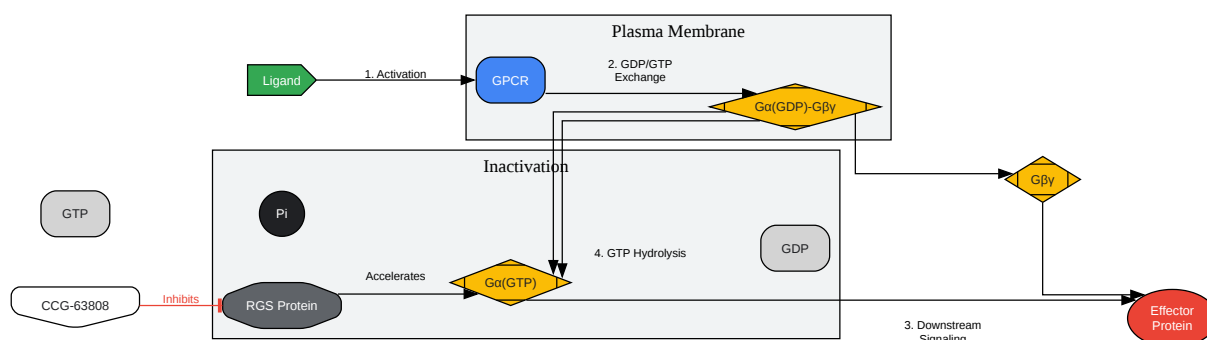 Plasma Membrane
Ligand
1. Activation
GPCR
2. GDP/GTP
Exchange
Gα(GDP)-Gβγ
Inactivation
Gβγ
GTP
Pi
GDP
4. GTP Hydrolysis
Accelerates
Gα(GTP)
CCG-63808
Inhibits
RGS Protein
Effector
Protein
3. Downstream
Signaling